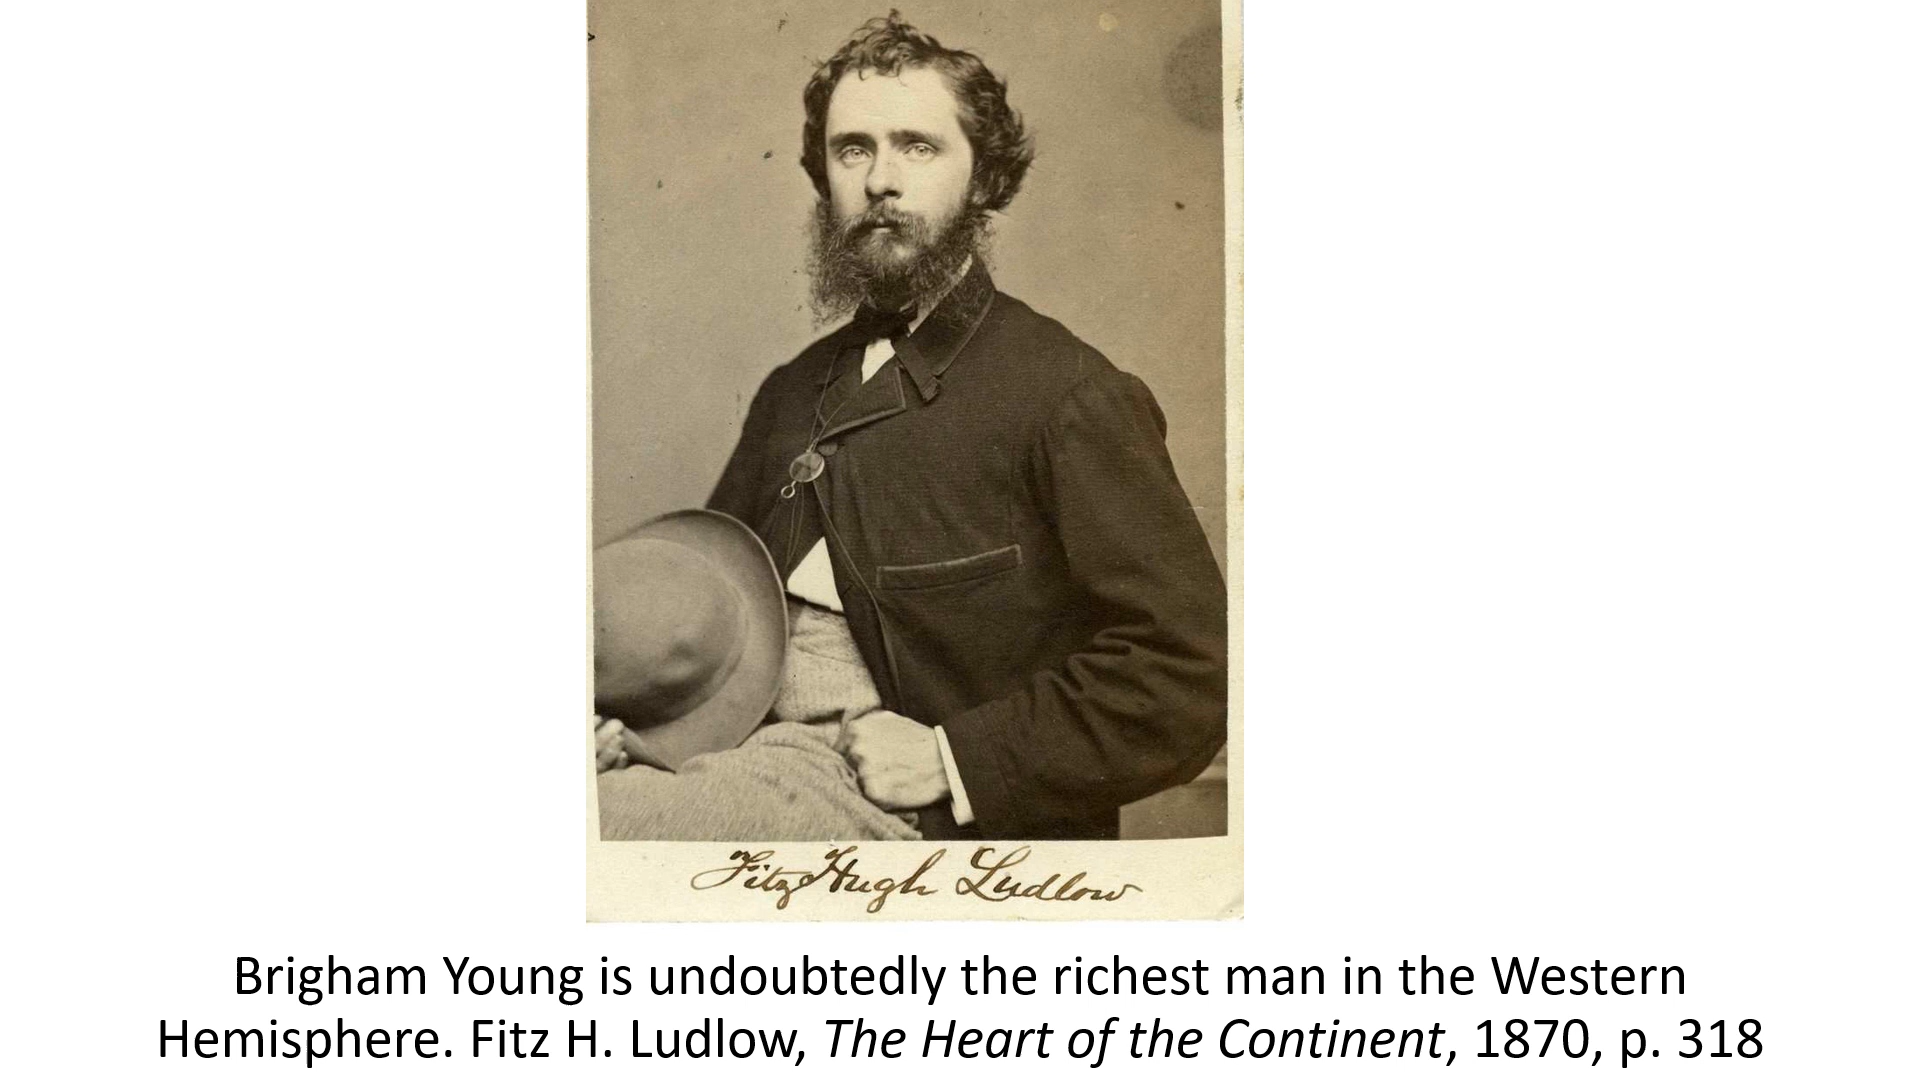 Fitz Hugh Ludlow
Brigham Young is undoubtedly the richest man in the Western
Hemisphere. Fitz H. Ludlow, The Heart of the Continent, 1870, p. 318